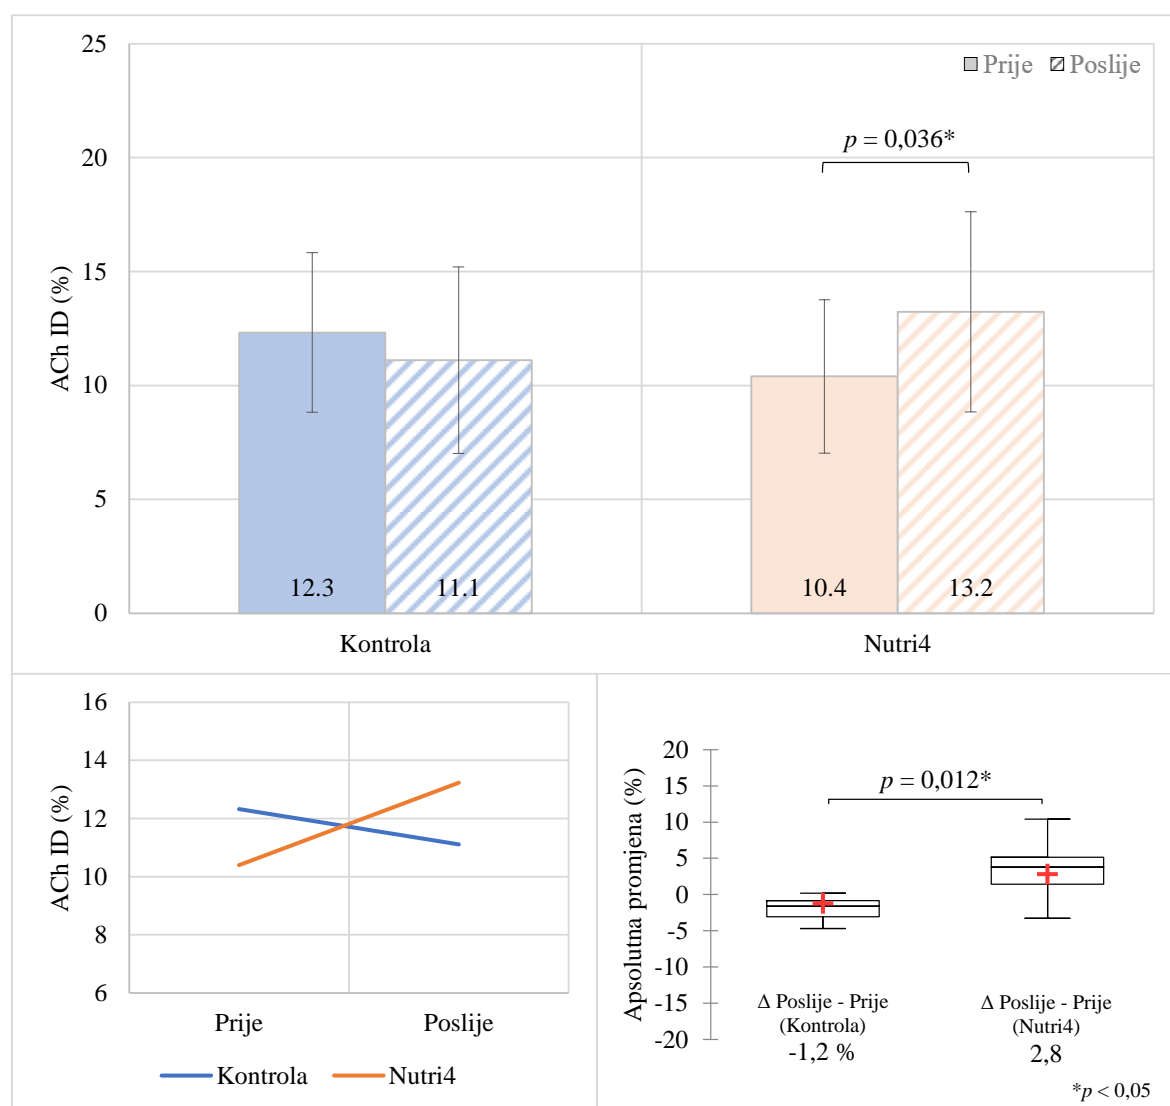 25
20
15
10
5
0
ACh ID (%)
Prije Poslije
p = 0,036*
12.3 11.1 10.4 13.2
Kontrola Nutri4
16
14
12
10
8
6
ACh ID (%)
Prije Poslije
Kontrola Nutri4
20
15
10
5
0
-5
-10
-15
-20
Apsolutna promjena (%)
p = 0,012*
Δ Poslije - Prije
(Kontrola)
-1,2 %
Δ Poslije - Prije
(Nutri4)
2,8
*p < 0,05